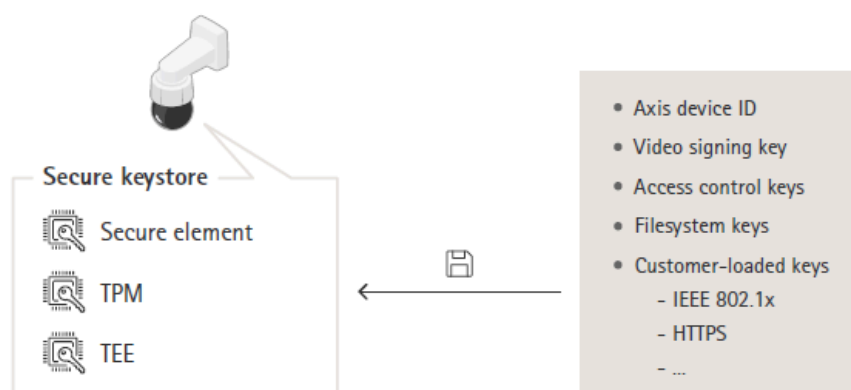 Secure keystore
Secure element
TPM
TEE
• Axis device ID
• Video signing key
• Access control keys
• Filesystem keys
• Customer-loaded keys
- IEEE 802.1x
- HTTPS
- ...